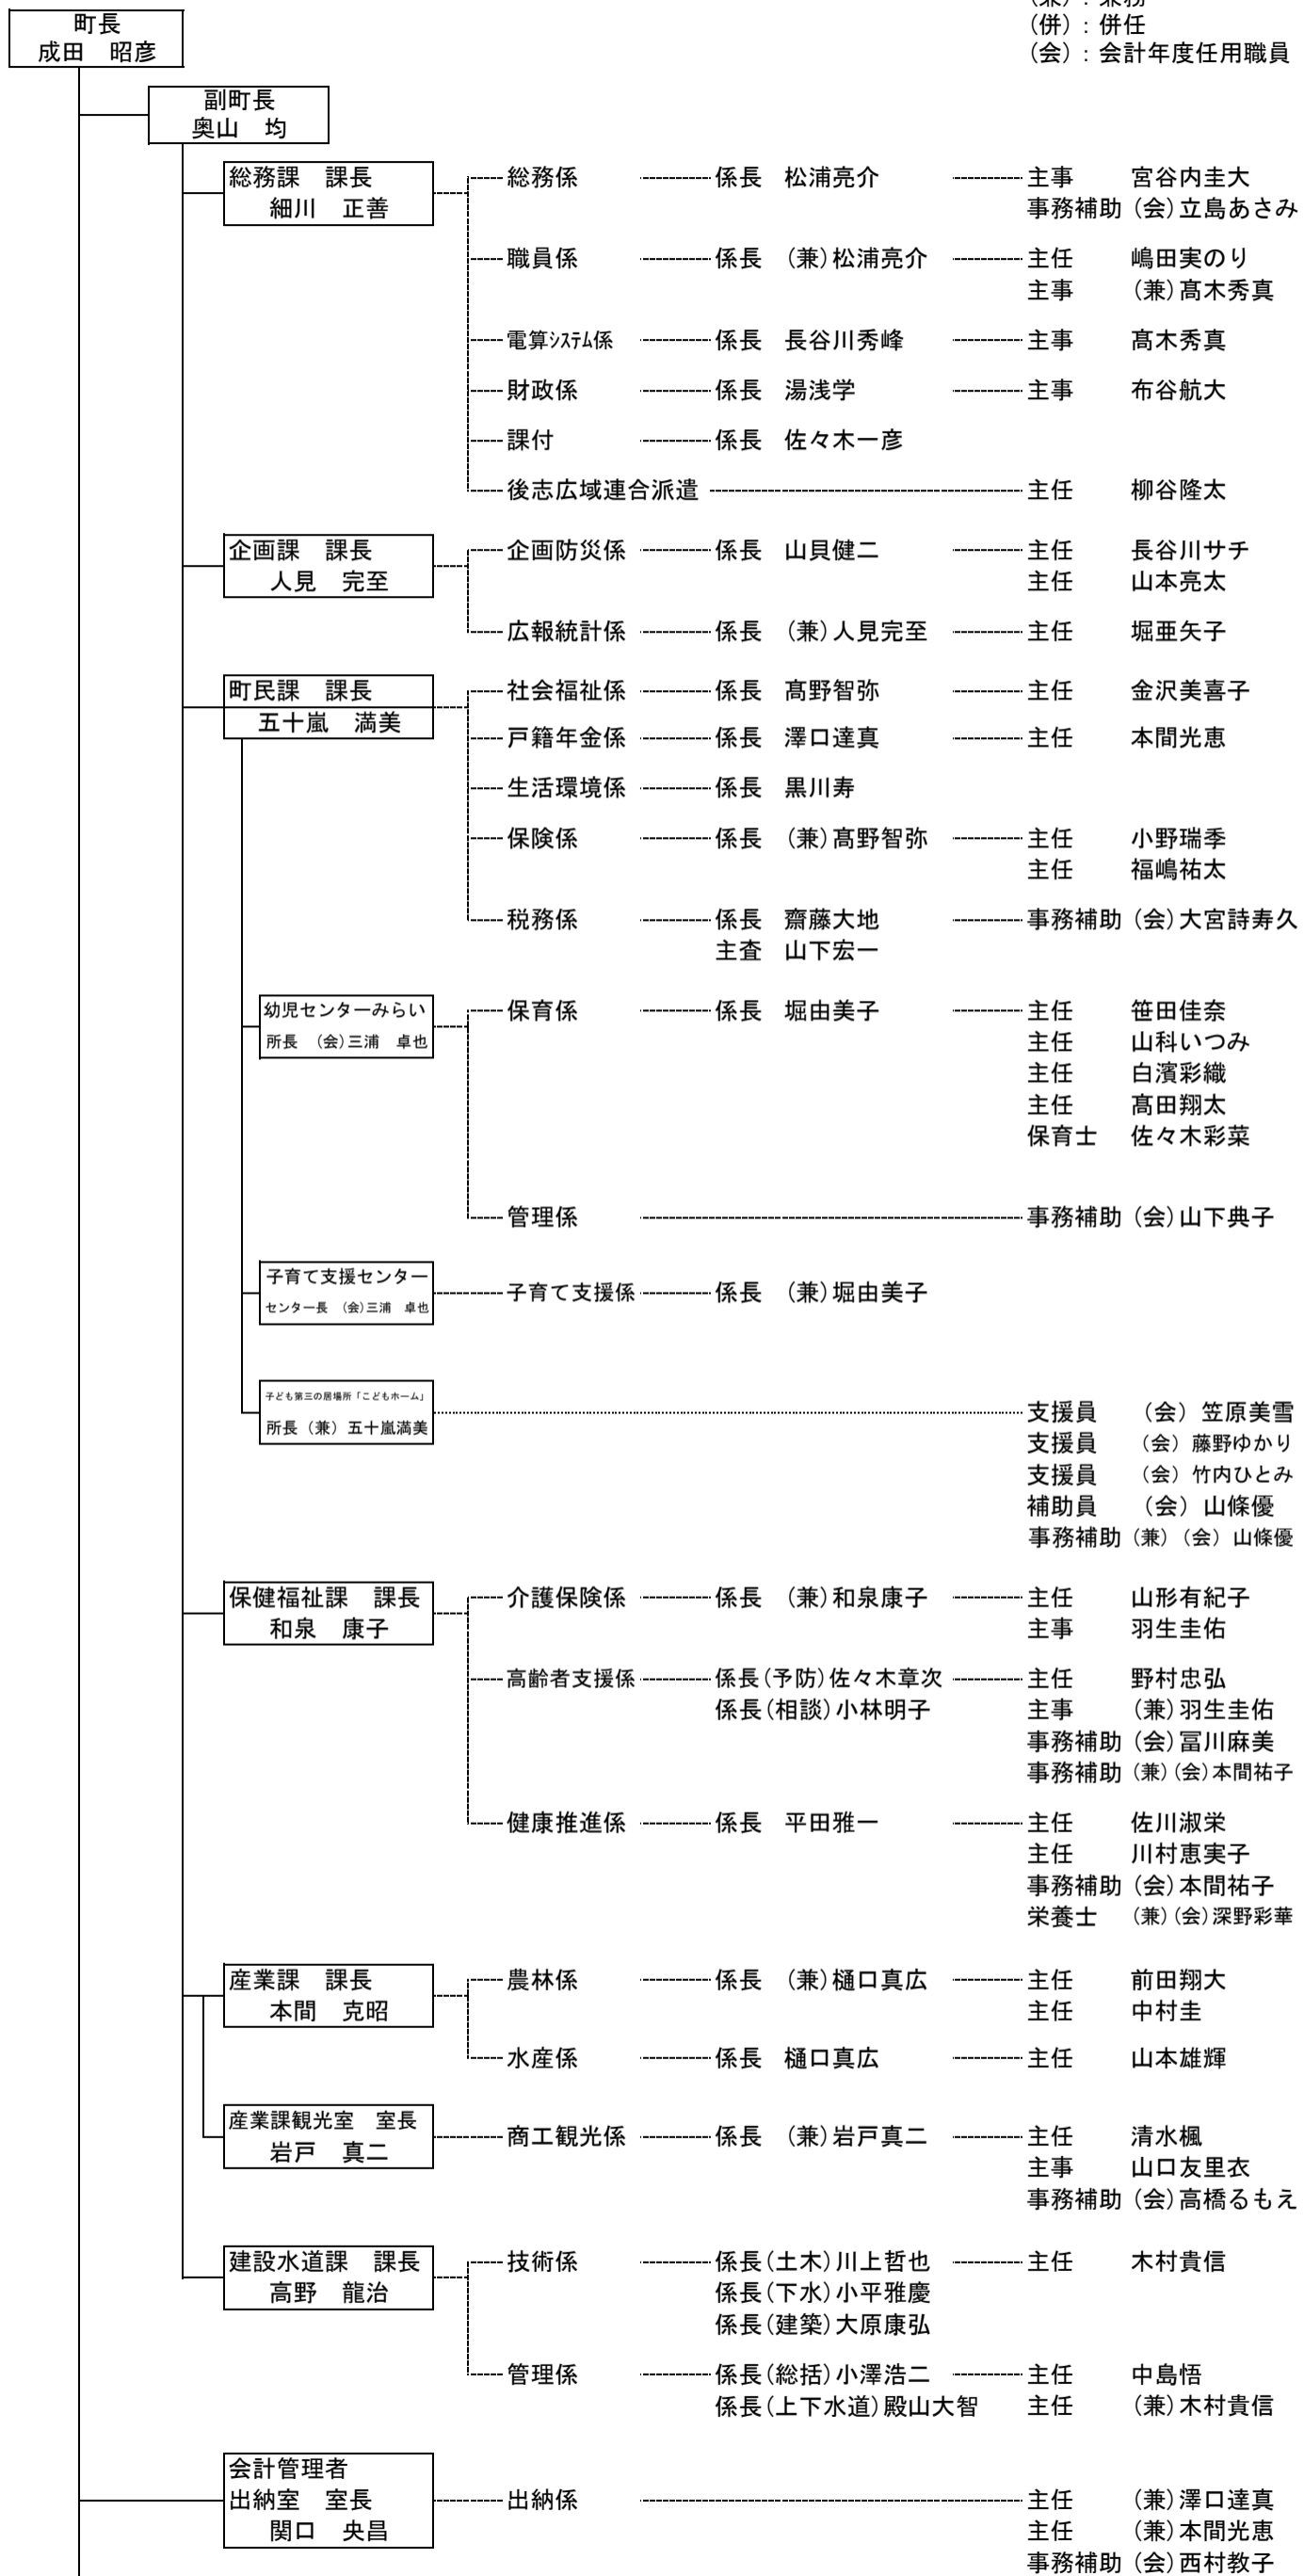 (兼)：兼務
町長
(併)：併任
成田　昭彦
(会)：会計年度任用職員
副町長
奥山　均
総務課　課長
細川　正善
総務係　係長　松浦亮介　主事　宮谷内圭大
事務補助 (会)立島あさみ
職員係　係長　(兼)松浦亮介　主任　嶋田実のり
主事　(兼)髙木秀真
電算ｼｽﾃﾑ係　係長　長谷川秀峰　主事　髙木秀真
財政係　係長　湯浅学　主事　布谷航大
課付　係長　佐々木一彦
後志広域連合派遣　主任　柳谷隆太
企画課　課長
人見　完至
企画防災係　係長　山貝健二　主任　長谷川サチ
主任　山本亮太
広報統計係　係長　(兼)人見完至　主任　堀亜矢子
町民課　課長
五十嵐　満美
社会福祉係　係長　髙野智弥　主任　金沢美喜子
戸籍年金係　係長　澤口達真　主任　本間光恵
生活環境係　係長　黒川寿
保険係　係長　(兼)髙野智弥　主任　小野瑞季
主任　福嶋祐太
税務係　係長　齋藤大地　事務補助 (会)大宮詩寿久
主査　山下宏一
幼児センターみらい
所長　(会)三浦　卓也
保育係　係長　堀由美子　主任　笹田佳奈
主任　山科いつみ
主任　白濱彩織
主任　髙田翔太
保育士　佐々木彩菜
管理係　事務補助 (会)山下典子
子育て支援センター
センター長　(会)三浦　卓也
子育て支援係　係長　(兼)堀由美子
子ども第三の居場所「こどもホーム」
所長（兼）五十嵐満美
支援員　（会）笠原美雪
支援員　（会）藤野ゆかり
支援員　（会）竹内ひとみ
補助員　（会）山條優
事務補助（兼）（会）山條優
保健福祉課　課長
和泉　康子
介護保険係　係長　(兼)和泉康子　主任　山形有紀子
主事　羽生圭佑
高齢者支援係　係長(予防)佐々木章次　主任　野村忠弘
係長(相談)小林明子　主事　(兼)羽生圭佑
事務補助 (会)冨川麻美
事務補助 (兼)(会)本間祐子
健康推進係　係長　平田雅一　主任　佐川淑栄
主任　川村恵実子
事務補助 (会)本間祐子
栄養士　(兼)(会)深野彩華
産業課　課長
本間　克昭
農林係　係長　(兼)樋口真広　主任　前田翔大
主任　中村圭
水産係　係長　樋口真広　主任　山本雄輝
産業課観光室　室長
岩戸　真二
商工観光係　係長　(兼)岩戸真二　主任　清水楓
主事　山口友里衣
事務補助 (会)高橋るもえ
建設水道課　課長
高野　龍治
技術係　係長(土木)川上哲也　主任　木村貴信
係長(下水)小平雅慶
係長(建築)大原康弘
管理係　係長(総括)小澤浩二　主任　中島悟
係長(上下水道)殿山大智　主任　(兼)木村貴信
会計管理者
出納室　室長
関口　央昌
出納係　主任　(兼)澤口達真
主任　(兼)本間光恵
事務補助 (会)西村教子